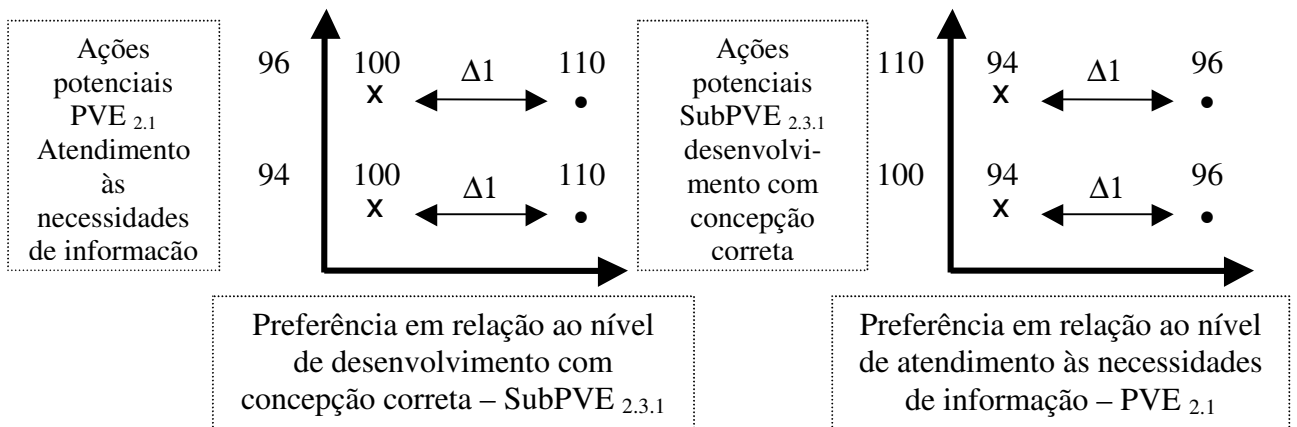 Ações
potenciais
PVE 2.1
Atendimento
às
necessidades
de informacão
96 100 Δ1 110
x •
94 100 Δ1 110
x •
Preferência em relação ao nível
de desenvolvimento com
concepção correta – SubPVE 2.3.1
Ações
potenciais
SubPVE 2.3.1
desenvolvi-
mento com
concepção
correta
110 94 Δ1 96
x •
100 94 Δ1 96
x •
Preferência em relação ao nível
de atendimento às necessidades
de informação – PVE 2.1